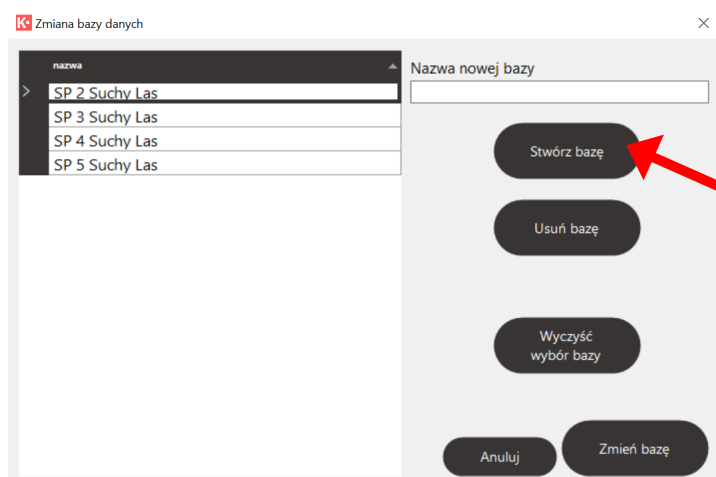 K
Zmiana bazy danych
nazwa
SP 2 Suchy Las
SP 3 Suchy Las
SP 4 Suchy Las
SP 5 Suchy Las
Nazwa nowej bazy
Stwórz bazę
Usuń bazę
Wyczyść
wybór bazy
Anuluj
Zmień bazę